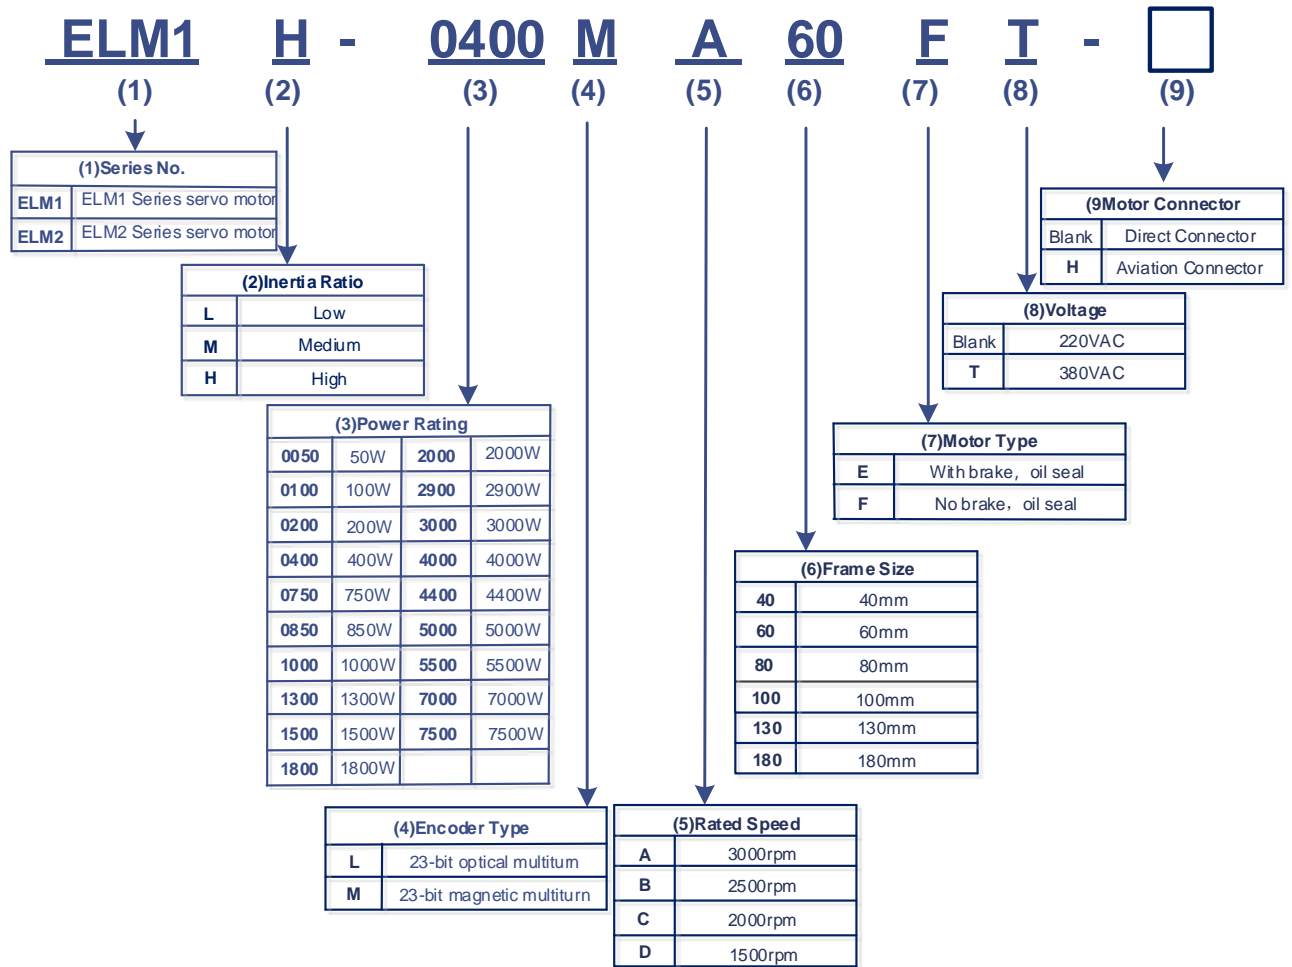 ELM1 H - 0400 M A 60 F T -
(1) (2) (3) (4) (5) (6) (7) (8) (9)
(1)Series No.
ELM1 ELM1 Series servo motor
ELM2 ELM2 Series servo motor
(2)Inertia Ratio
L Low
M Medium
H High
(3)Power Rating
0050 50W 2000 2000W
0100 100W 2900 2900W
0200 200W 3000 3000W
0400 400W 4000 4000W
0750 750W 4400 4400W
0850 850W 5000 5000W
1000 1000W 5500 5500W
1300 1300W 7000 7000W
1500 1500W 7500 7500W
1800 1800W
(4)Encoder Type
L 23-bit optical multiturn
M 23-bit magnetic multiturn
(5)Rated Speed
A 3000rpm
B 2500rpm
C 2000rpm
D 1500rpm
(6)Frame Size
40 40mm
60 60mm
80 80mm
100 100mm
130 130mm
180 180mm
(7)Motor Type
E With brake, oil seal
F No brake, oil seal
(8)Voltage
Blank 220VAC
T 380VAC
(9Motor Connector
Blank Direct Connector
H Aviation Connector